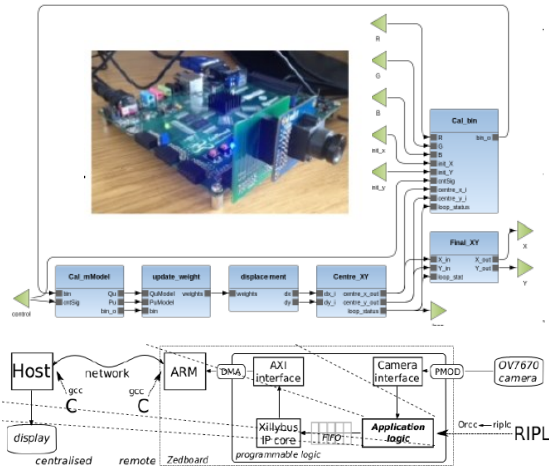 R
G
B
init_x
init_y
Cal_bin
R
G
B
init_X
init_Y
cntSig
centre_x_i
centre_y_i
loop_status
bin_o
Final_XY
X_in
Y_in
loop_stat
X_out
Y_out
X
Y
control
Cal_mModel
bin
cntSig
Qu
Pu
bin_o
update_weight
QuModel
PuModel
bin
weights
displacement
weights
dx
dy
Centre_XY
dx_i
dy_i
centre_x_out
centre_y_out
loop_status
Host
network
ARM
DMA
AXI
interface
Camera
interface
PMOD
OV7670
camera
gcc
C
gcc
C
display
Xillybus
IP core
FIFO
Application
logic
Orcc
riplc
RIPL
centralised
remote
Zedboard
programmable logic